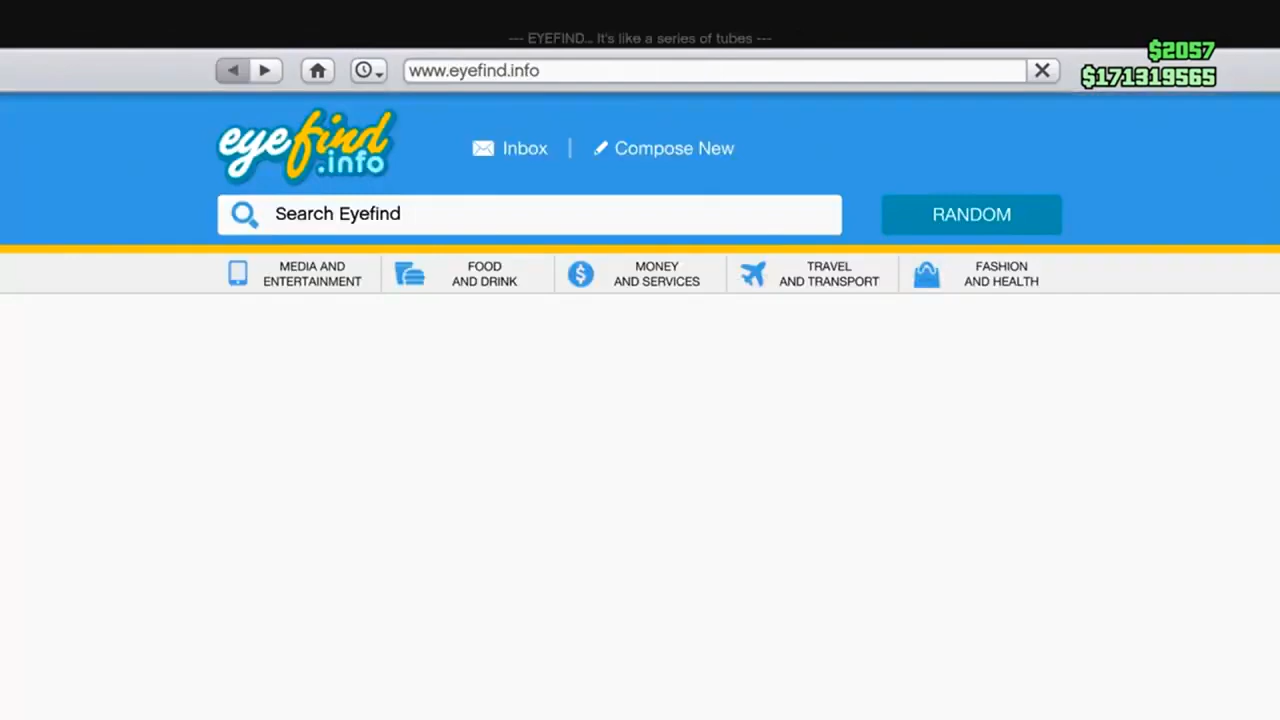 --- EYEFIND... It's like a series of tubes ---
www.eyefind.info
$2057
$171319565
eyefind
.info
Inbox | Compose New
Search Eyefind
RANDOM
MEDIA AND
ENTERTAINMENT
FOOD
AND DRINK
MONEY
AND SERVICES
TRAVEL
AND TRANSPORT
FASHION
AND HEALTH